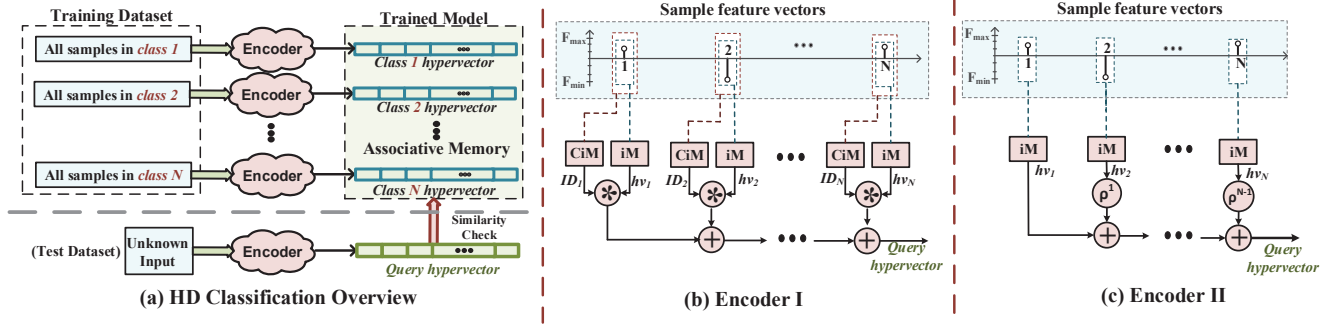 Training Dataset
Trained Model
All samples in class 1
Encoder
Class 1 hypervector
All samples in class 2
Encoder
Class 2 hypervector
Associative Memory
All samples in class N
Encoder
Class N hypervector
Similarity
Check
(Test Dataset)
Unknown
Input
Encoder
Query hypervector
(a) HD Classification Overview
Sample feature vectors
Fmax
Fmin
1
2
...
N
CiM
iM
CiM
iM
CiM
iM
ID1
hv1
ID2
hv2
IDN
hvN
*
*
*
+
+
Query
hypervector
(b) Encoder I
Sample feature vectors
Fmax
Fmin
1
2
...
N
iM
iM
iM
hv1
hv2
hvN
ρ1
ρN-1
+
+
Query
hypervector
(c) Encoder II